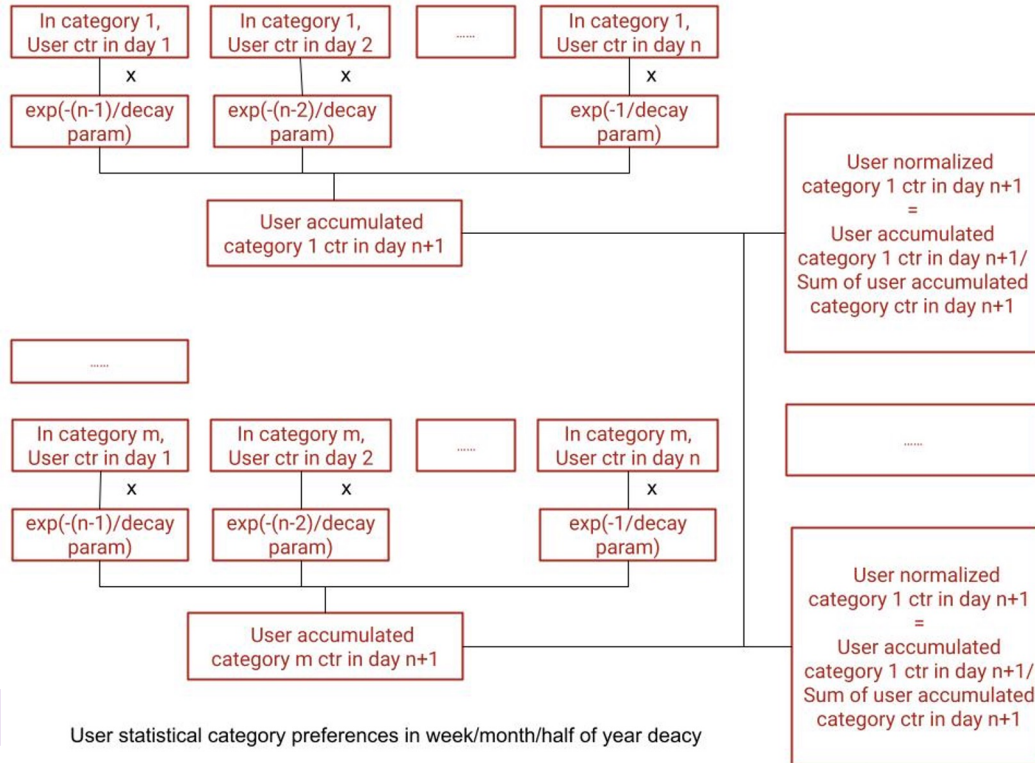 In category 1,
User ctr in day 1
In category 1,
User ctr in day 2
......
In category 1,
User ctr in day n
x
x
x
exp(-(n-1)/decay
param)
exp(-(n-2)/decay
param)
exp(-1/decay
param)
User accumulated
category 1 ctr in day n+1
User normalized
category 1 ctr in day n+1
=
User accumulated
category 1 ctr in day n+1/
Sum of user accumulated
category ctr in day n+1
......
......
In category m,
User ctr in day 1
In category m,
User ctr in day 2
......
In category m,
User ctr in day n
x
x
x
exp(-(n-1)/decay
param)
exp(-(n-2)/decay
param)
exp(-1/decay
param)
User accumulated
category m ctr in day n+1
User normalized
category 1 ctr in day n+1
=
User accumulated
category 1 ctr in day n+1/
Sum of user accumulated
category ctr in day n+1
User statistical category preferences in week/month/half of year deacy